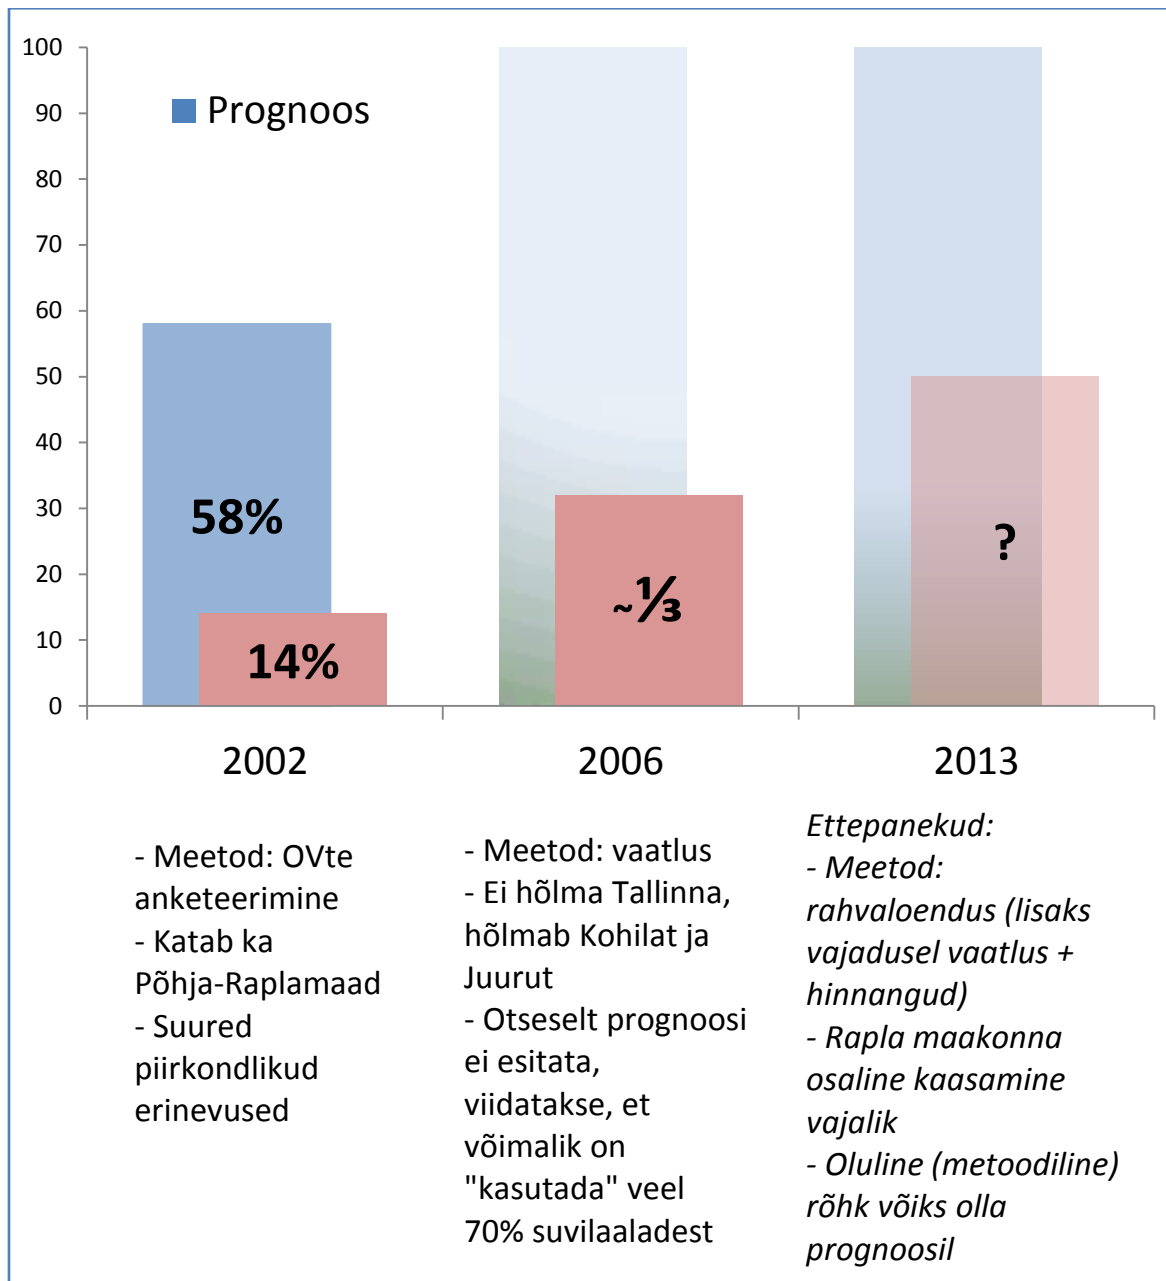 100
90
80
70
60
50
40
30
20
10
0
Prognoos
58%
14%
~⅓
?
2002
2006
2013
- Meetod: OVte
anketeerimine
- Katab ka
Põhja-Raplamaad
- Suured
piirkondlikud
erinevused
- Meetod: vaatlus
- Ei hõlma Tallinna,
hõlmab Kohilat ja
Juurut
- Otseselt prognoosi
ei esitata,
viidatakse, et
võimalik on
"kasutada" veel
70% suvilaaladest
Ettepanekud:
- Meetod:
rahvaloendus (lisaks
vajadusel vaatlus +
hinnangud)
- Rapla maakonna
osaline kaasamine
vajalik
- Oluline (metoodiline)
rõhk võiks olla
prognoosil